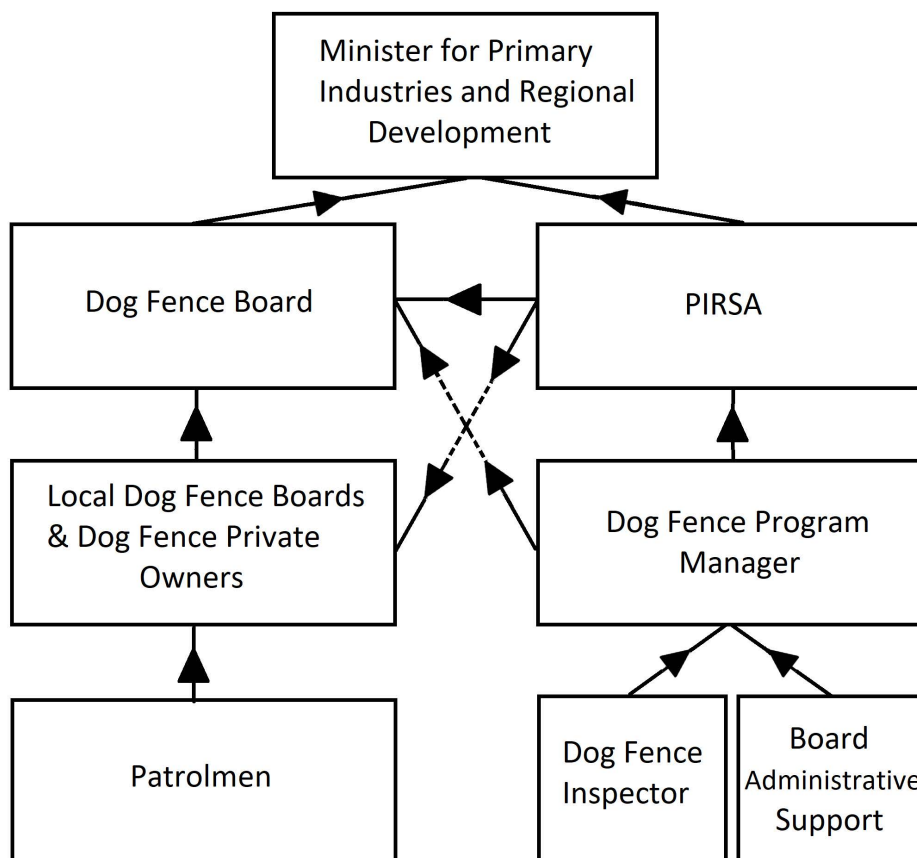 Minister for Primary
Industries and Regional
Development
Dog Fence Board
PIRSA
Local Dog Fence Boards
& Dog Fence Private
Owners
Dog Fence Program
Manager
Patrolmen
Dog Fence
Inspector
Board
Administrative
Support